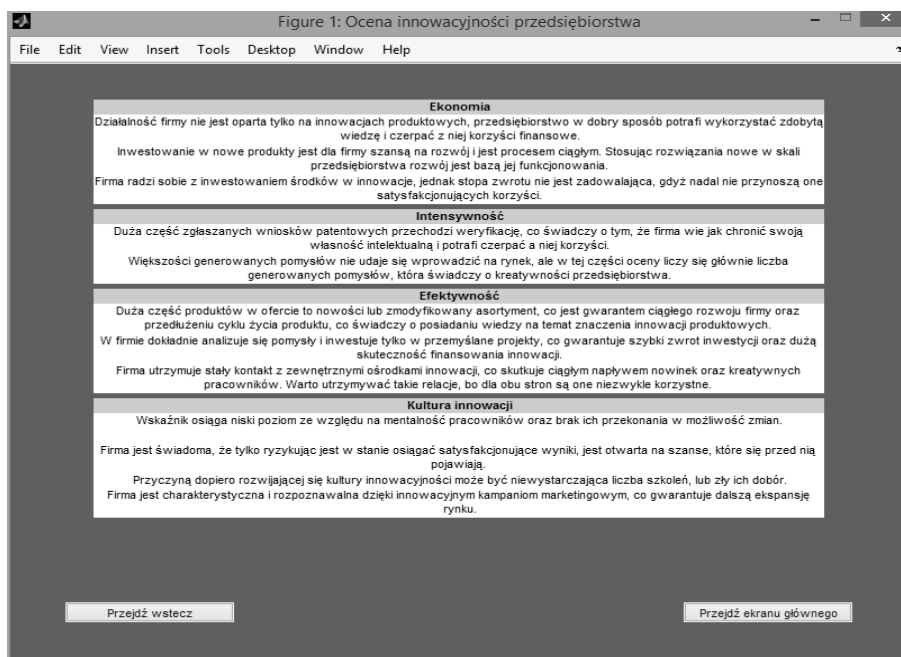 Figure 1: Ocena innowacyjności przedsiębiorstwa
File Edit View Insert Tools Desktop Window Help
Ekonomia
Działalność firmy nie jest oparta tylko na innowacjach produktowych, przedsiębiorstwo w dobry sposób potrafi wykorzystać zdobytą
wiedzę i czerpać z niej korzyści finansowe.
Inwestowanie w nowe produkty jest dla firmy szansą na rozwój i jest procesem ciągłym. Stosując rozwiązania nowe w skali
przedsiębiorstwa rozwój jest bazą jej funkcjonowania.
Firma radzi sobie z inwestowaniem środków w innowacje, jednak stopa zwrotu nie jest zadowalająca, gdyż nadal nie przynoszą one
satysfakcjonujących korzyści.
Intensywność
Duża część zgłaszanych wniosków patentowych przechodzi weryfikację, co świadczy o tym, że firma wie jak chronić swoją
własność intelektualną i potrafi czerpać a niej korzyści.
Większości generowanych pomysłów nie udaje się wprowadzić na rynek, ale w tej części oceny liczy się głównie liczba
generowanych pomysłów, która świadczy o kreatywności przedsiębiorstwa.
Efektywność
Duża część produktów w ofercie to nowości lub zmodyfikowany asortyment, co jest gwarantem ciągłego rozwoju firmy oraz
przedłużeniu cyklu życia produktu, co świadczy o posiadaniu wiedzy na temat znaczenia innowacji produktowych.
W firmie dokładnie analizuje się pomysły i inwestuje tylko w przemyślane projekty, co gwarantuje szybki zwrot inwestycji oraz dużą
skuteczność finansowania innowacji.
Firma utrzymuje stały kontakt z zewnętrznymi ośrodkami innowacji, co skutkuje ciągłym napływem nowinek oraz kreatywnych
pracowników. Warto utrzymywać takie relacje, bo dla obu stron są one niezwykle korzystne.
Kultura innowacji
Wskaźnik osiąga niski poziom ze względu na mentalność pracowników oraz brak ich przekonania w możliwość zmian.
Firma jest świadoma, że tylko ryzykując jest w stanie osiągać satysfakcjonujące wyniki, jest otwarta na szanse, które się przed nią
pojawiają.
Przyczyną dopiero rozwijającej się kultury innowacyjności może być niewystarczająca liczba szkoleń, lub zły ich dobór.
Firma jest charakterystyczna i rozpoznawalna dzięki innowacyjnym kampaniom marketingowym, co gwarantuje dalszą ekspansję
rynku.
Przejdź wstecz
Przejdź ekranu głównego